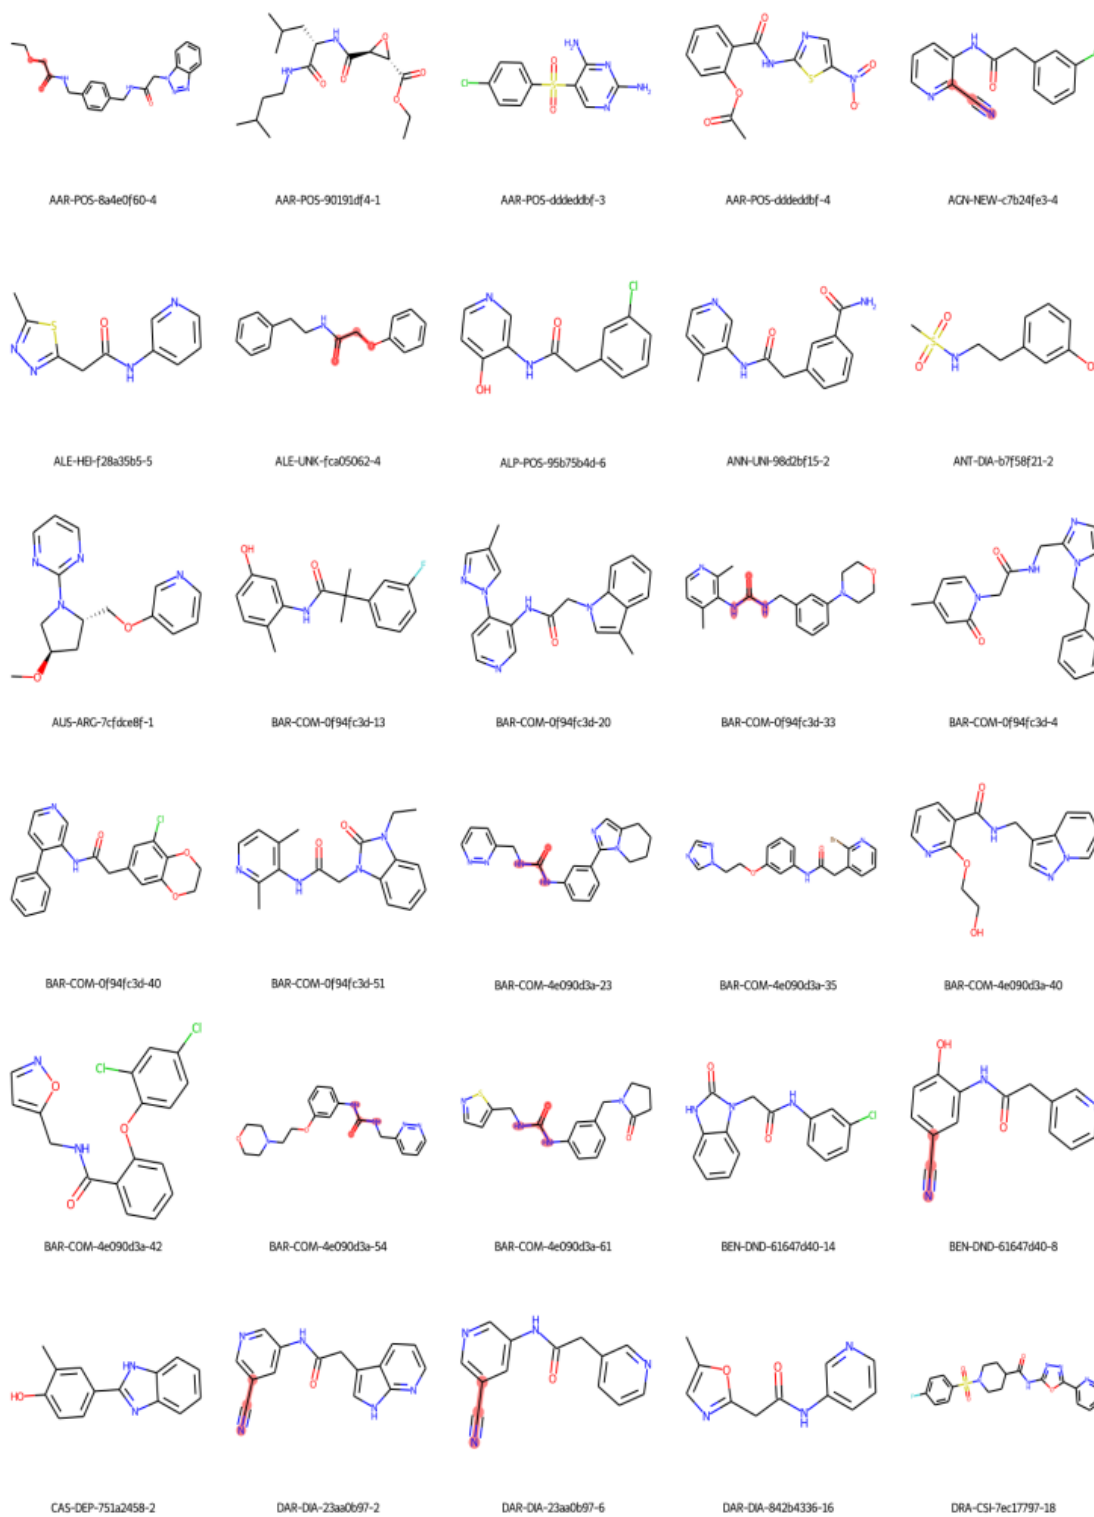 AAR-POS-8a4e0f60-4
AAR-POS-90191df4-1
AAR-POS-dddeddbf-3
AAR-POS-dddeddbf-4
AGN-NEW-c7b24fe3-4
ALE-HEI-f28a35b5-5
ALE-UNK-fca05062-4
ALP-POS-95b75b4d-6
ANN-UNI-98d2bf15-2
ANT-DIA-b7f58f21-2
AUS-ARG-7cfdce8f-1
BAR-COM-0f94fc3d-13
BAR-COM-0f94fc3d-20
BAR-COM-0f94fc3d-33
BAR-COM-0f94fc3d-4
BAR-COM-0f94fc3d-40
BAR-COM-0f94fc3d-51
BAR-COM-4e090d3a-23
BAR-COM-4e090d3a-35
BAR-COM-4e090d3a-40
BAR-COM-4e090d3a-42
BAR-COM-4e090d3a-54
BAR-COM-4e090d3a-61
BEN-DND-61647d40-14
BEN-DND-61647d40-8
CAS-DEP-751a2458-2
DAR-DIA-23aa0b97-2
DAR-DIA-23aa0b97-6
DAR-DIA-842b4336-16
DRA-CSI-7ec17797-18